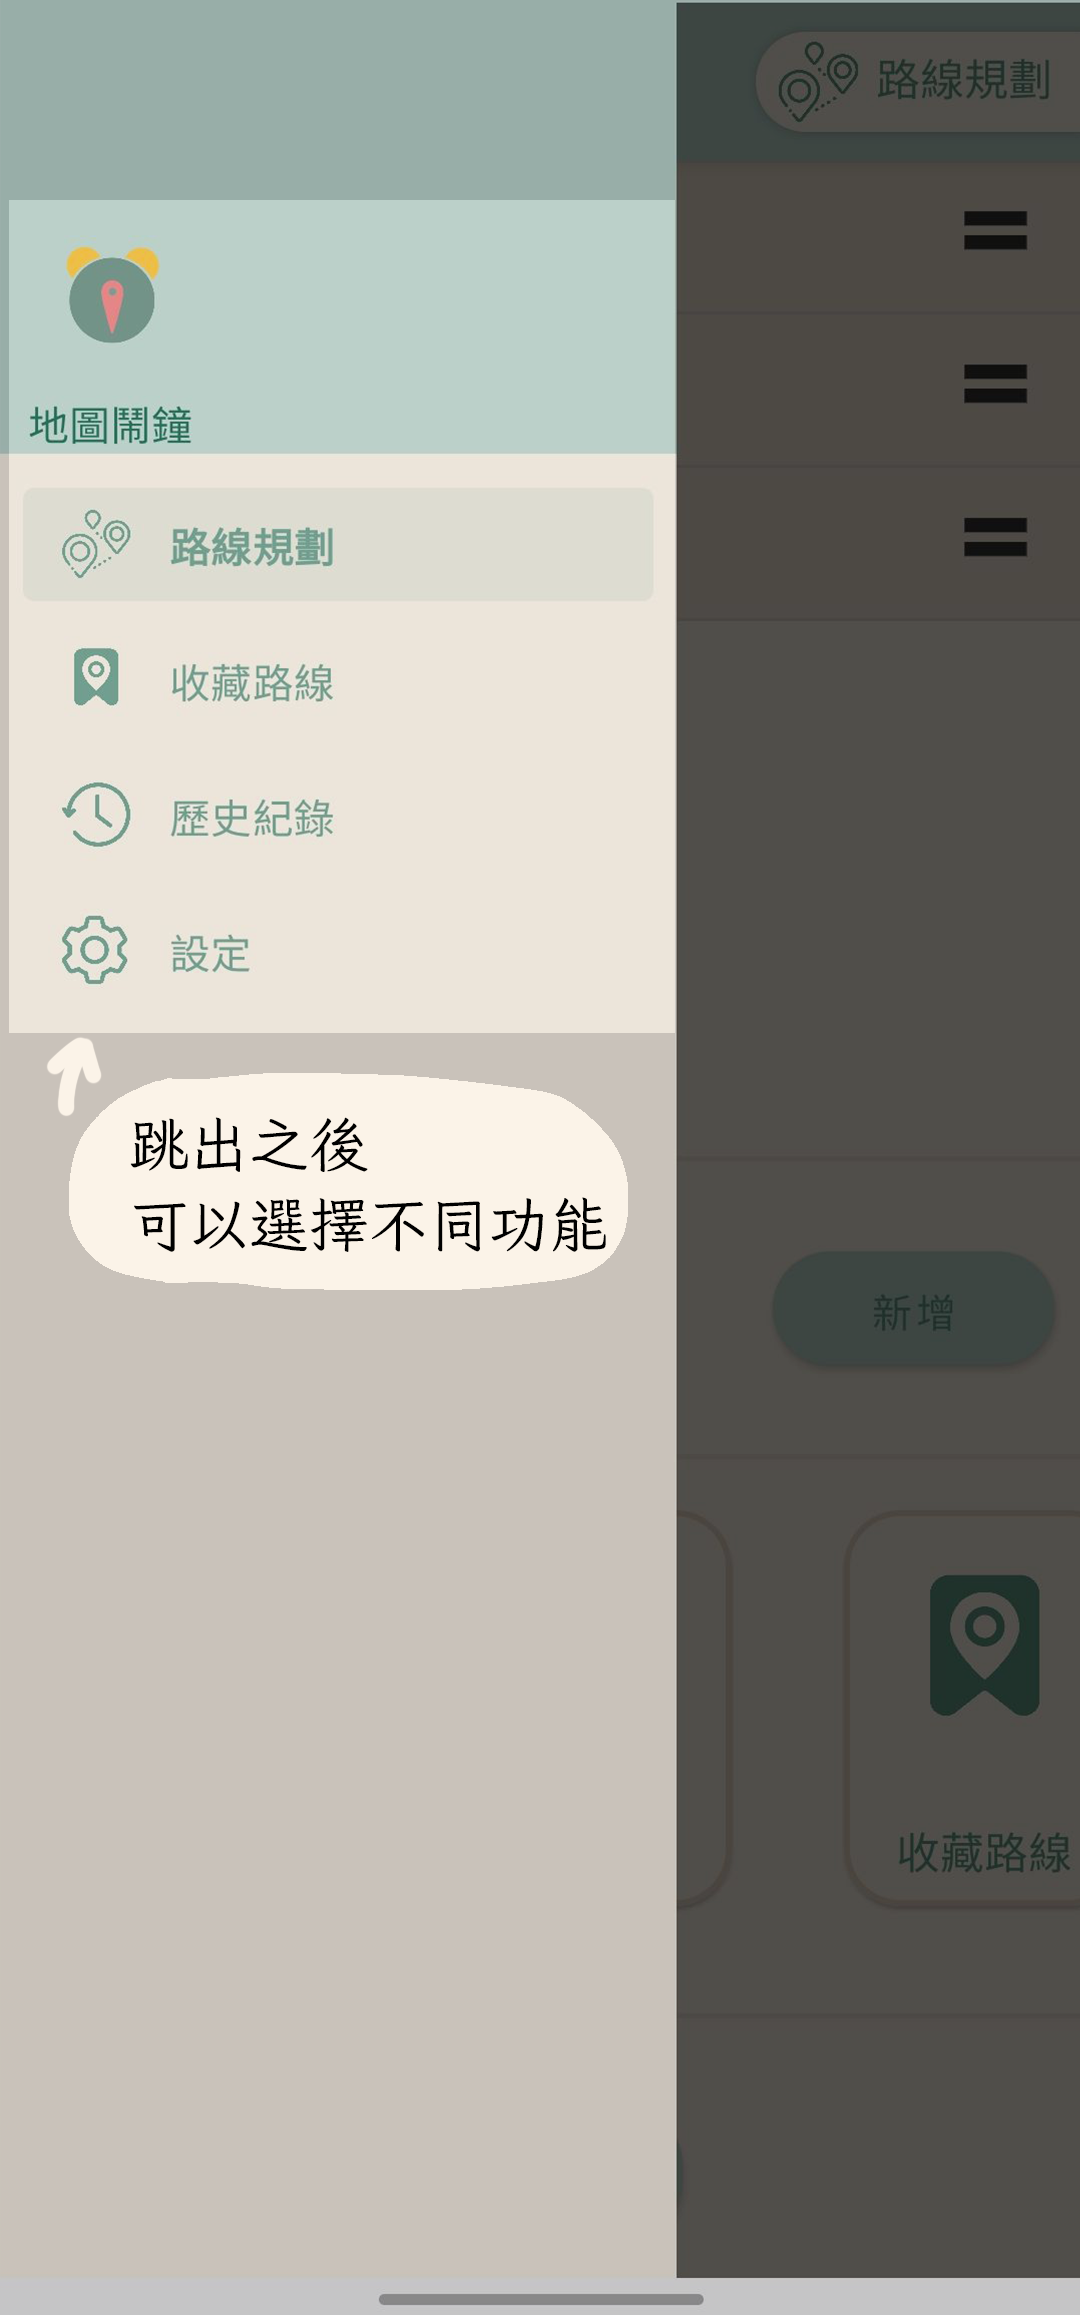 路線規劃
地圖鬧鐘
路線規劃
收藏路線
歷史紀錄
設定
跳出之後
可以選擇不同功能
新增
收藏路線